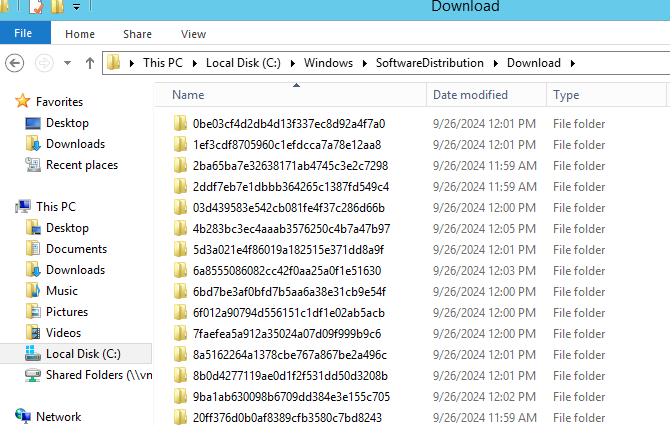 Download
File Home Share View
This PC Local Disk (C:) Windows SoftwareDistribution Download
Favorites
Desktop
Downloads
Recent places
This PC
Desktop
Documents
Downloads
Music
Pictures
Videos
Local Disk (C:)
Shared Folders (\\vn
Network
Name Date modified Type
0be03cf4d2db4d13f337ec8d92a4f7a0 9/26/2024 12:01 PM File folder
1ef3cdf8705960c1efdcca7a78e12aa8 9/26/2024 12:01 PM File folder
2ba65ba7e32638171ab4745c3e2c7298 9/26/2024 11:59 AM File folder
2ddf7eb7e1dbbb364265c1387fd549c4 9/26/2024 11:59 AM File folder
03d439583e542cb081fe4f37c286d66b 9/26/2024 12:00 PM File folder
4b283bc3ec4aaab3576250c4b7a47b97 9/26/2024 12:05 PM File folder
5d3a021e4f86019a182515e371dd8a9f 9/26/2024 12:01 PM File folder
6a8555086082cc42f0aa25a0f1e51630 9/26/2024 12:03 PM File folder
6bd7be3af0bfd7b5aa6a38e31cb9e54f 9/26/2024 12:00 PM File folder
6f012a90794d556151c1df1e02ab5acb 9/26/2024 12:00 PM File folder
7faefea5a912a35024a07d09f999b9c6 9/26/2024 12:00 PM File folder
8a5162264a1378cbe767a867be2a496c 9/26/2024 12:01 PM File folder
8b0d4277119ae0d1f2f531dd50d3208b 9/26/2024 12:01 PM File folder
9ba1ab630098b6709dd384e3e155c705 9/26/2024 12:02 PM File folder
20ff376d0b0af8389cfb3580c7bd8243 9/26/2024 11:59 AM File folder